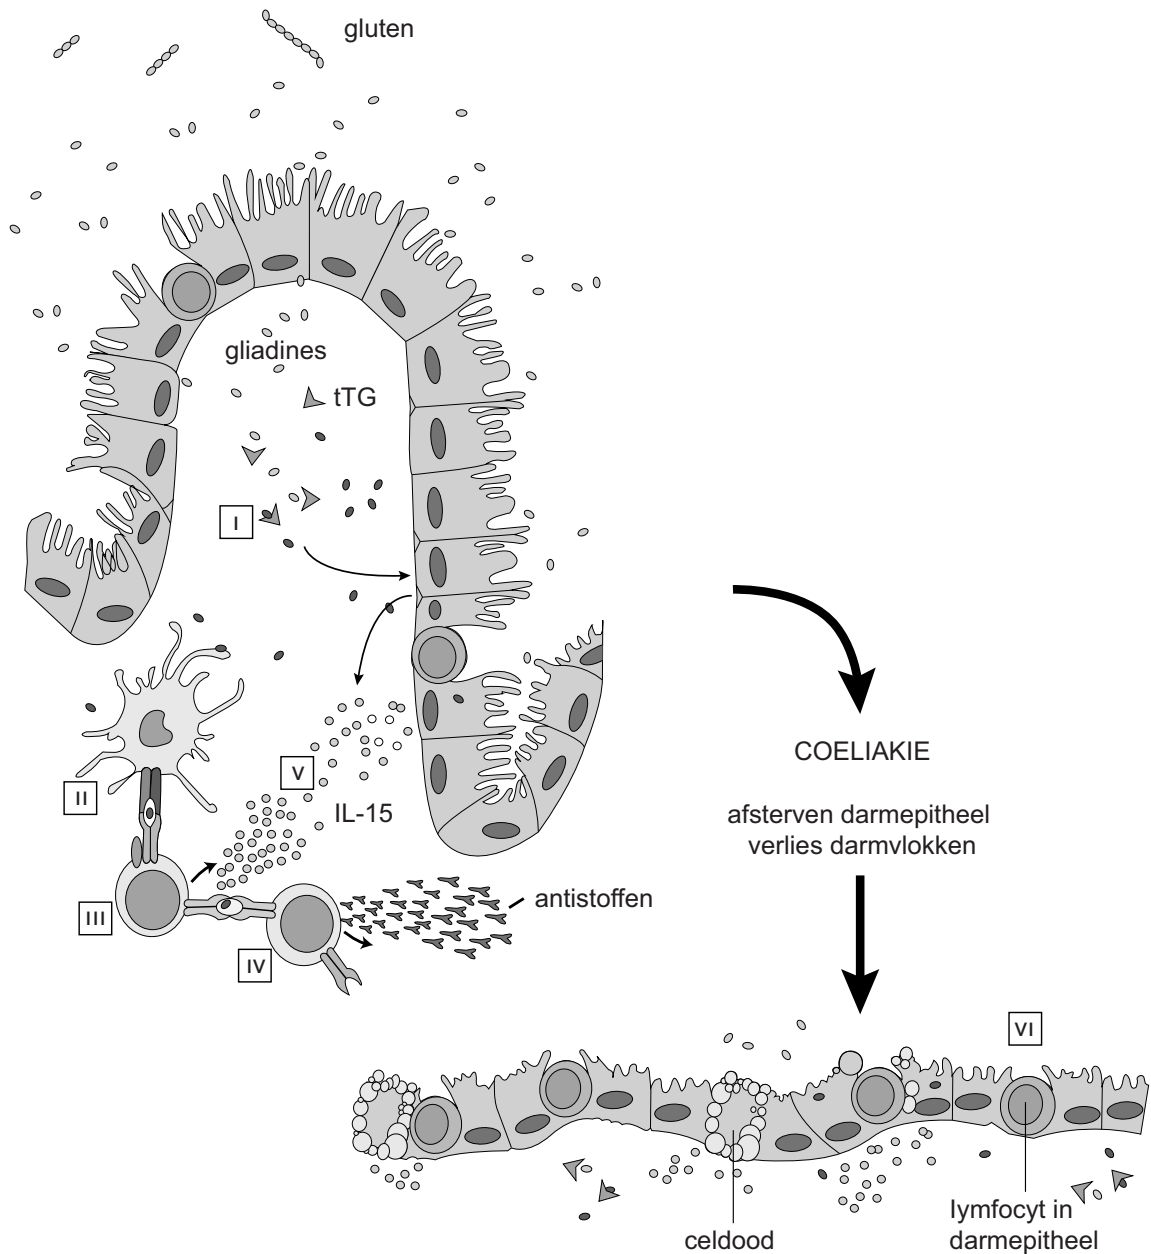 gluten
gliadines
tTG
I
II
V
IL-15
III
IV
antistoffen
COELIAKIE
afsterven darmepitheel
verlies darmvlokken
VI
celdood
lymfocyt in
darmepitheel